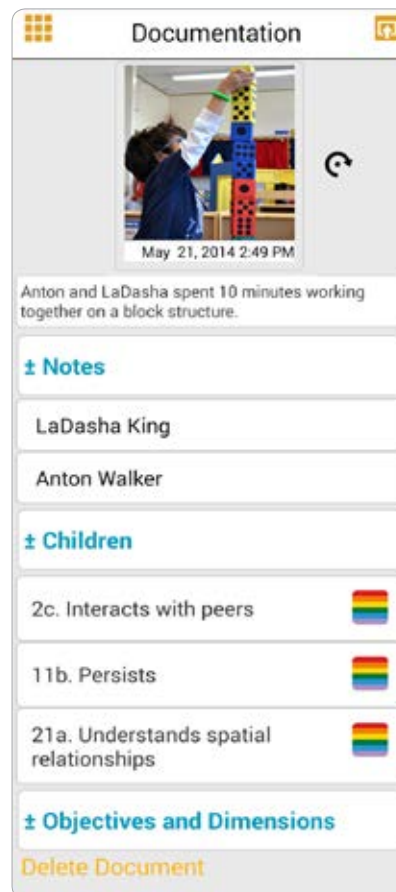 Documentation
May 21, 2014 2:49 PM
Anton and LaDasha spent 10 minutes working
together on a block structure.
± Notes
LaDasha King
Anton Walker
± Children
2c. Interacts with peers
11b. Persists
21a. Understands spatial
relationships
± Objectives and Dimensions
Delete Document